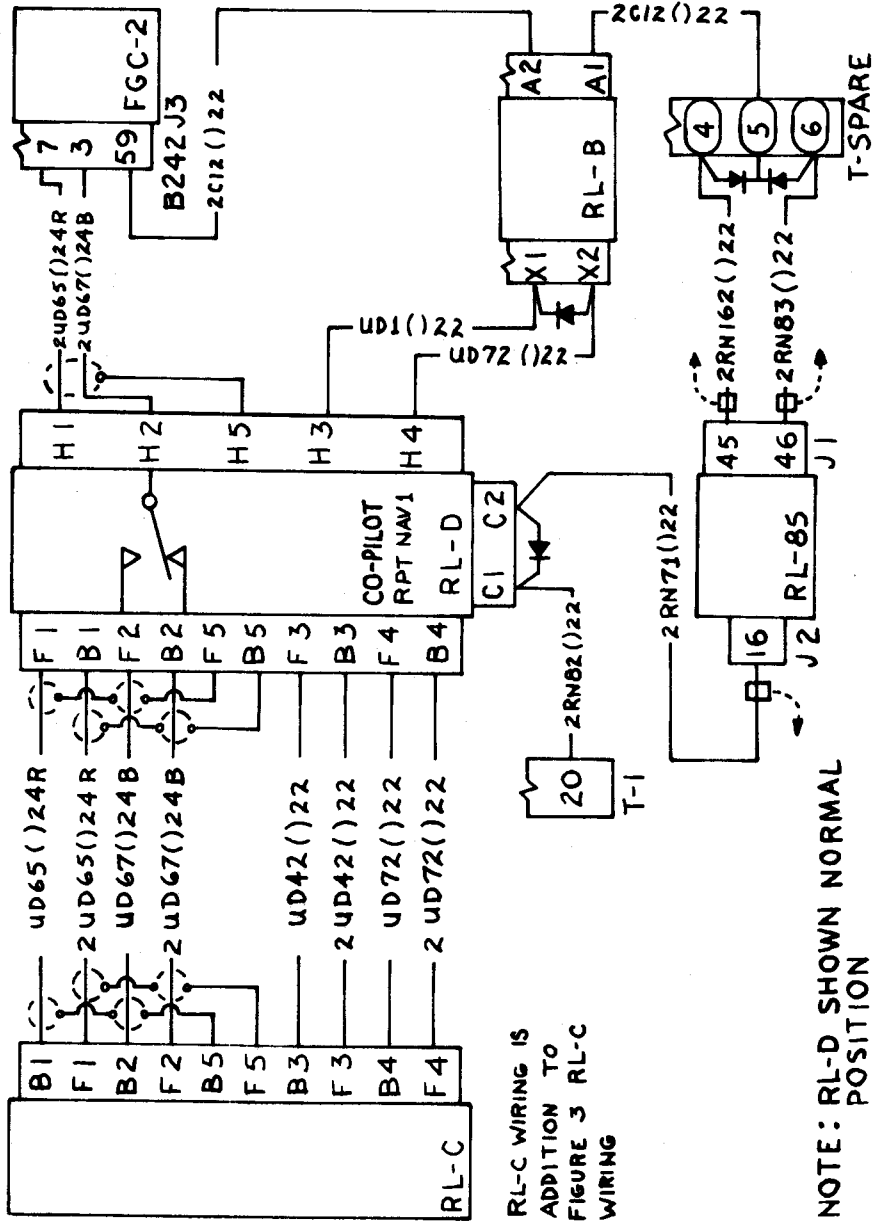 RL-C
B1
F1
B2
F2
B5
F5
B3
F3
B4
F4
UD65()24R
2UD65()24R
UD67()24B
2UD67()24B
UD42()22
2UD42()22
UD72()22
2UD72()22
F1
B1
F2
B2
F5
B5
F3
B3
F4
B4
CO-PILOT
RPT NAV1
RL-D
C1 C2
H1
H2
H5
H3
H4
2UD65()24R
2UD67()24B
7
3
59
FGC-2
B242J3
2C12()22
UD1()22
UD72()22
X1
X2
RL-B
A2
A1
2C12()22
RL-C WIRING IS
ADDITION TO
FIGURE 3 RL-C
WIRING
20
T-1
2RN82()22
2RN71()22
16
J2
RL-85
45
46
J1
2RN162()22
2RN83()22
4
5
6
T-SPARE
NOTE: RL-D SHOWN NORMAL
POSITION